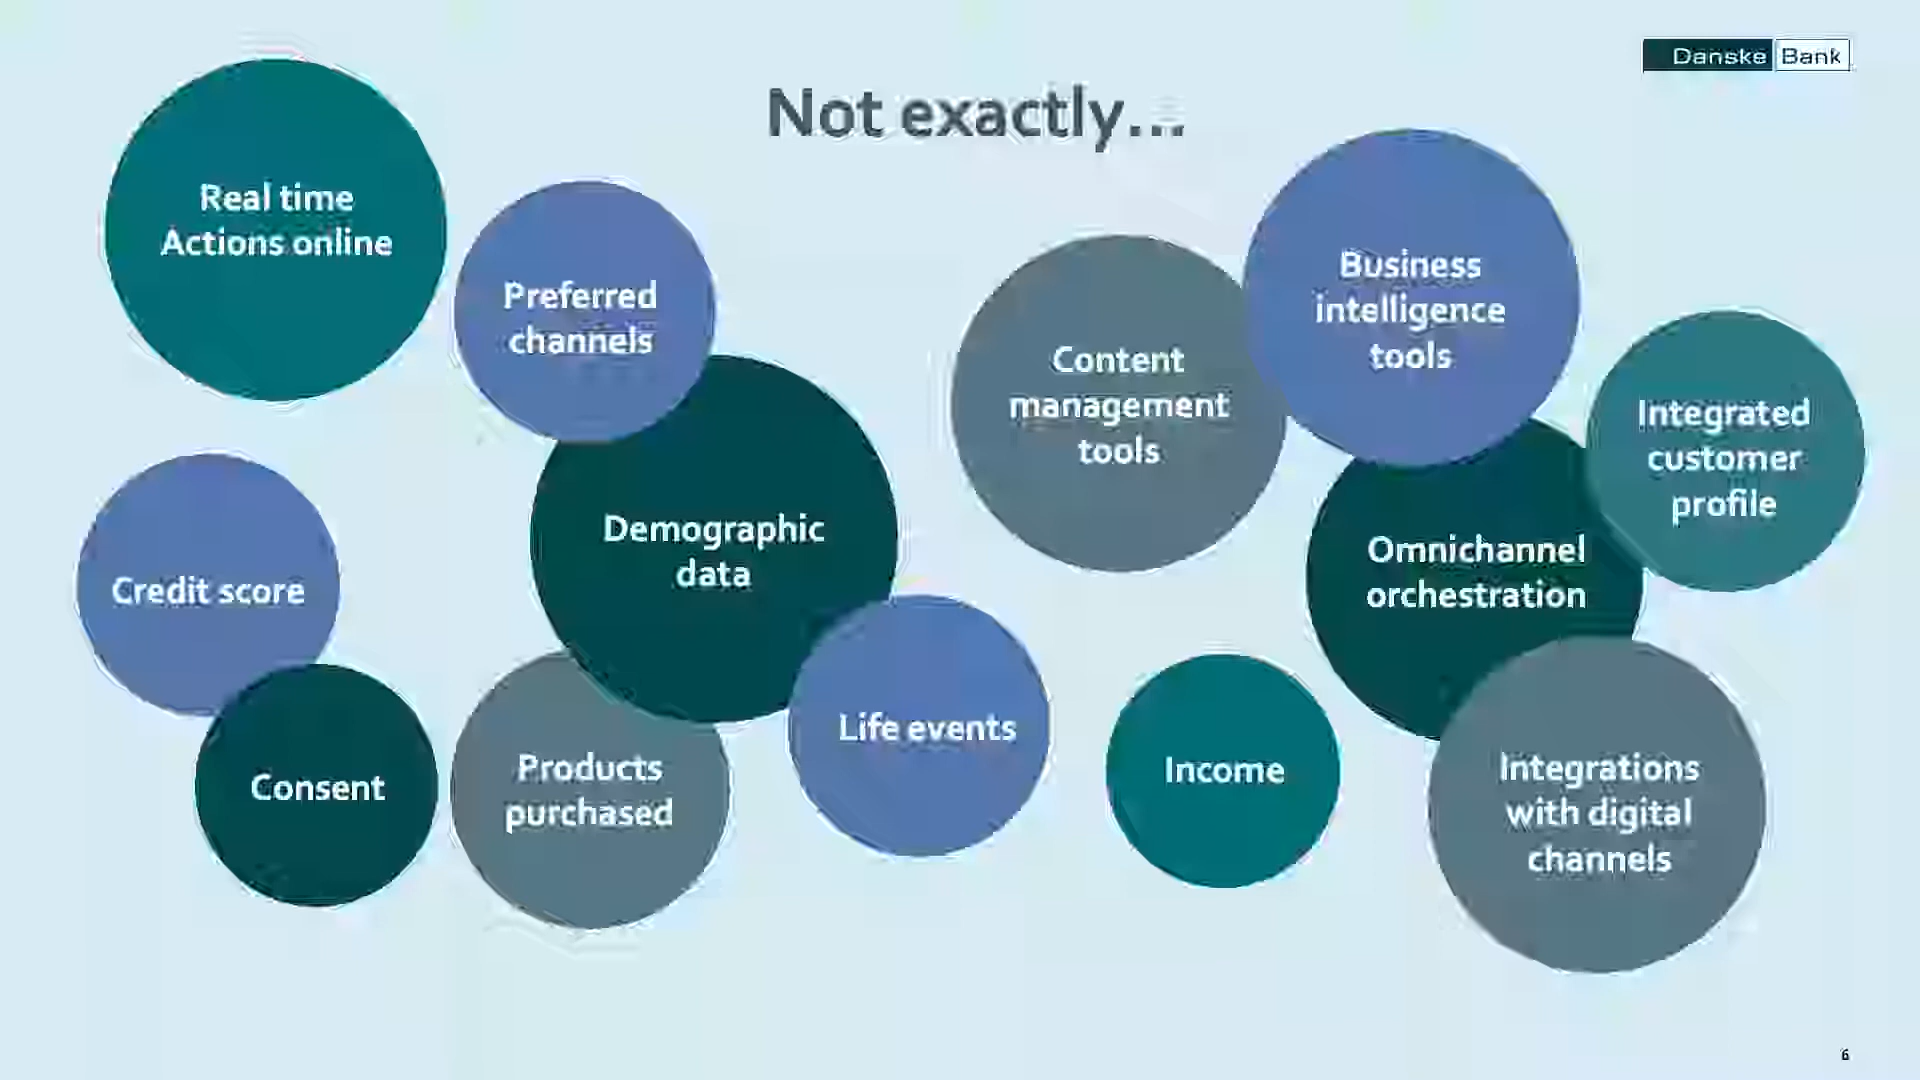 Danske Bank
Not exactly...
Real time
Actions online
Preferred
channels
Business
intelligence
tools
Content
management
tools
Integrated
customer
profile
Demographic
data
Omnichannel
orchestration
Credit score
Life events
Income
Consent
Products
purchased
Integrations
with digital
channels
6